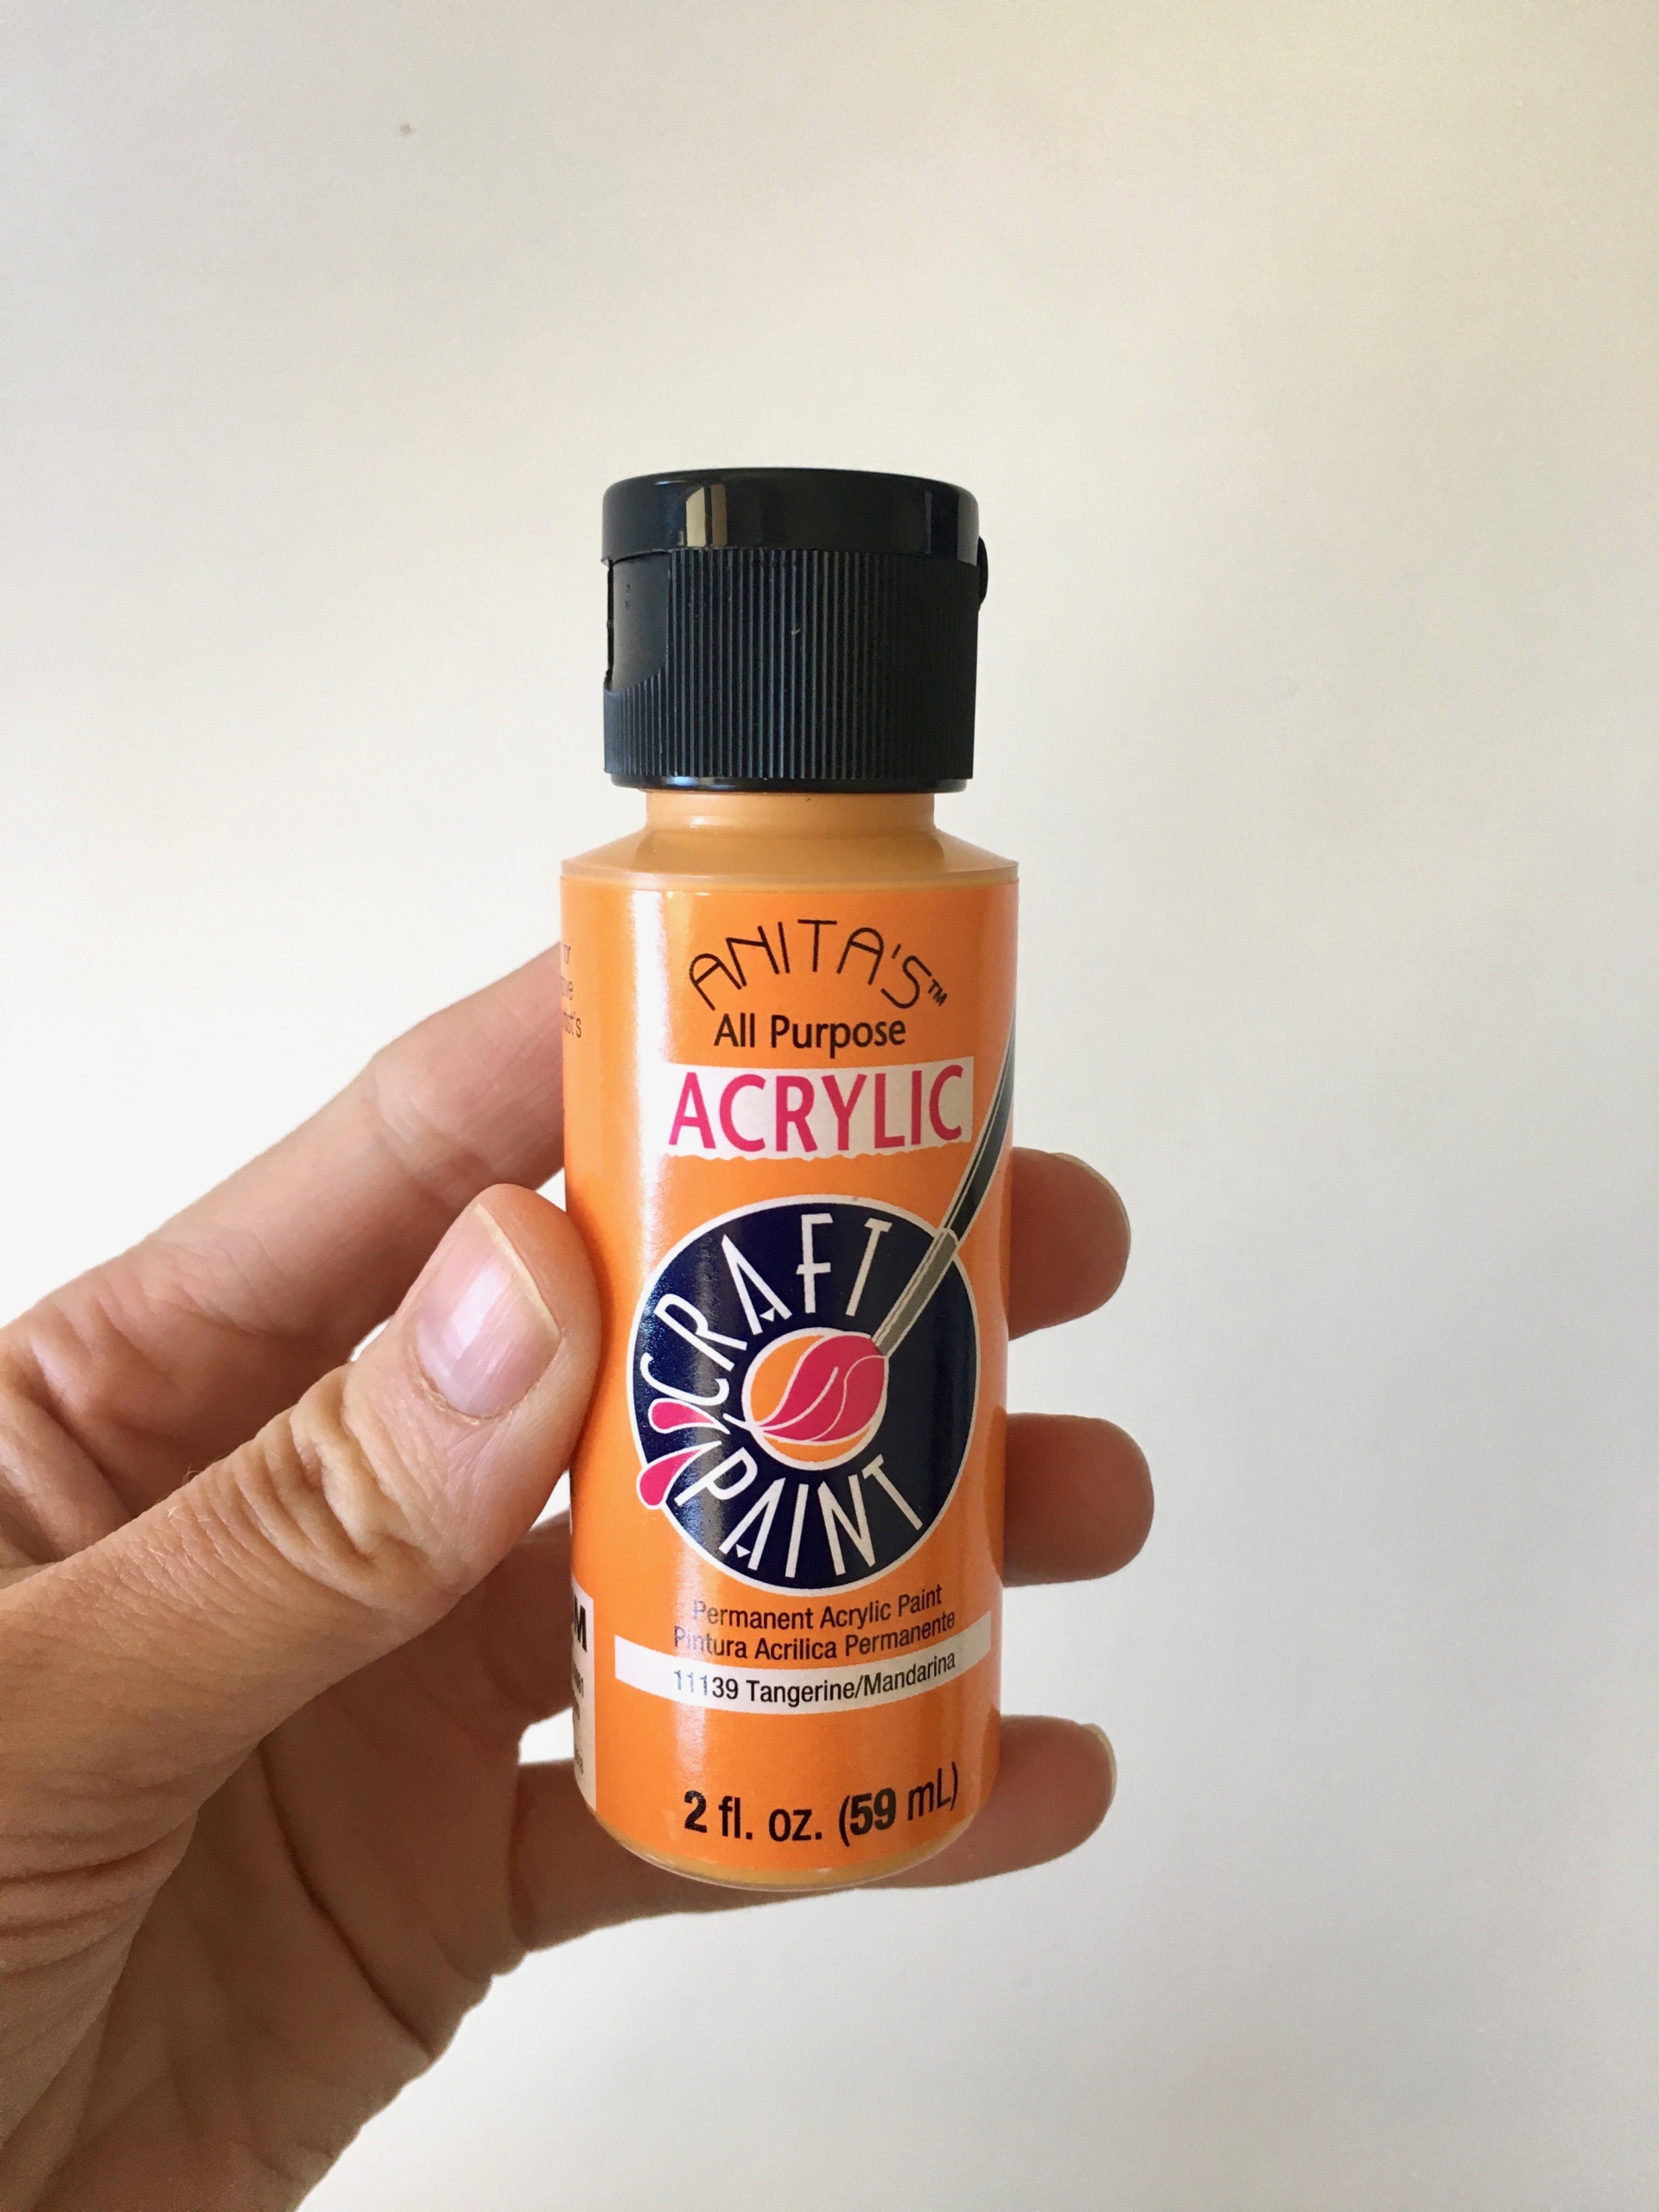 ANITA'S™
All Purpose
ACRYLIC
CRAFT
PAINT
Permanent Acrylic Paint
Pintura Acrilica Permanente
11139 Tangerine/Mandarina
2 fl. oz. (59 mL)